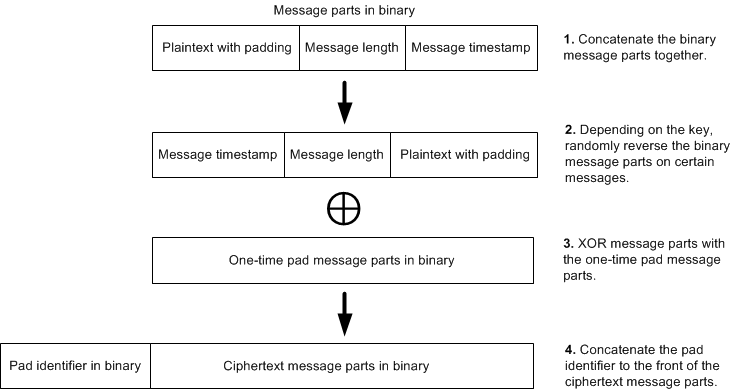 Message parts in binary
Plaintext with padding
Message length
Message timestamp
1. Concatenate the binary
message parts together.
Message timestamp
Message length
Plaintext with padding
2. Depending on the key,
randomly reverse the binary
message parts on certain
messages.
One-time pad message parts in binary
3. XOR message parts with
the one-time pad message
parts.
Pad identifier in binary
Ciphertext message parts in binary
4. Concatenate the pad
identifier to the front of the
ciphertext message parts.